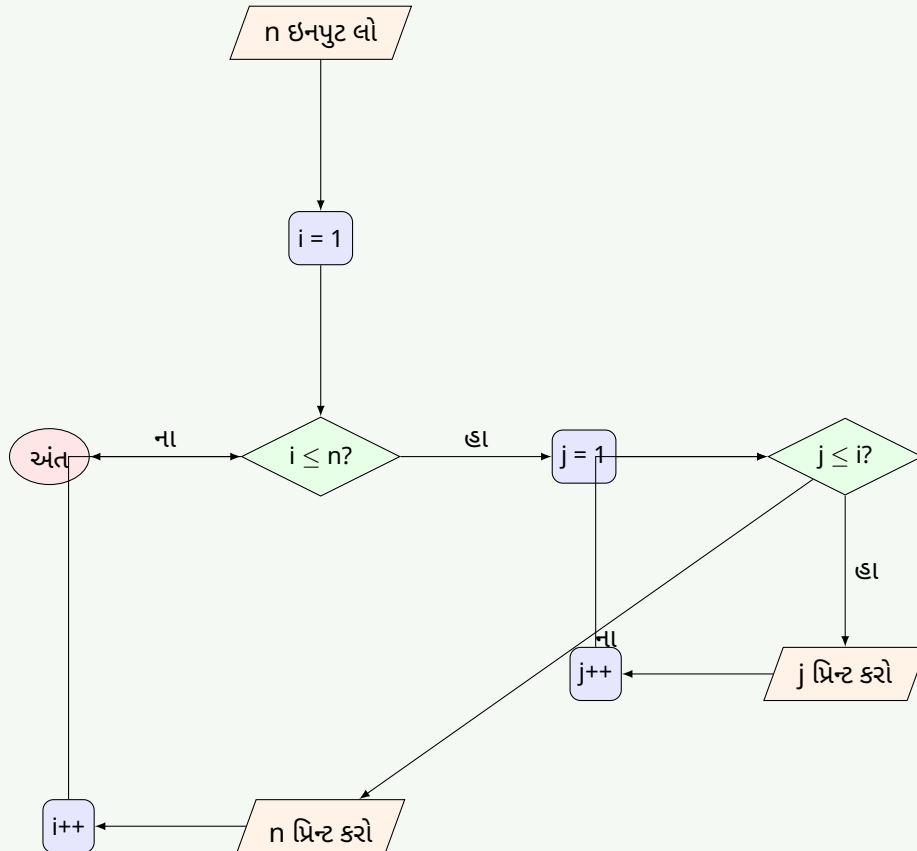 n ઇનપુટ લો
i = 1
અંત
ના
i ≤ n?
હા
j = 1
j ≤ i?
હા
ના
j++
j પ્રિન્ટ કરો
i++
n પ્રિન્ટ કરો